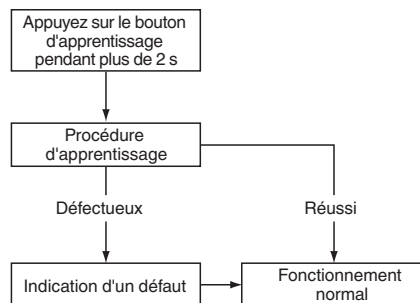 Appuyez sur le bouton
d'apprentissage
pendant plus de 2 s
Procédure
d'apprentissage
Défectueux
Réussi
Indication d'un défaut
Fonctionnement
normal